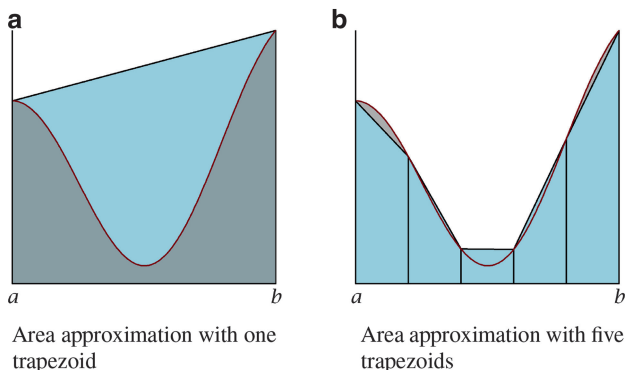 a
b
a
b
a
b
Area approximation with one
trapezoid
Area approximation with five
trapezoids